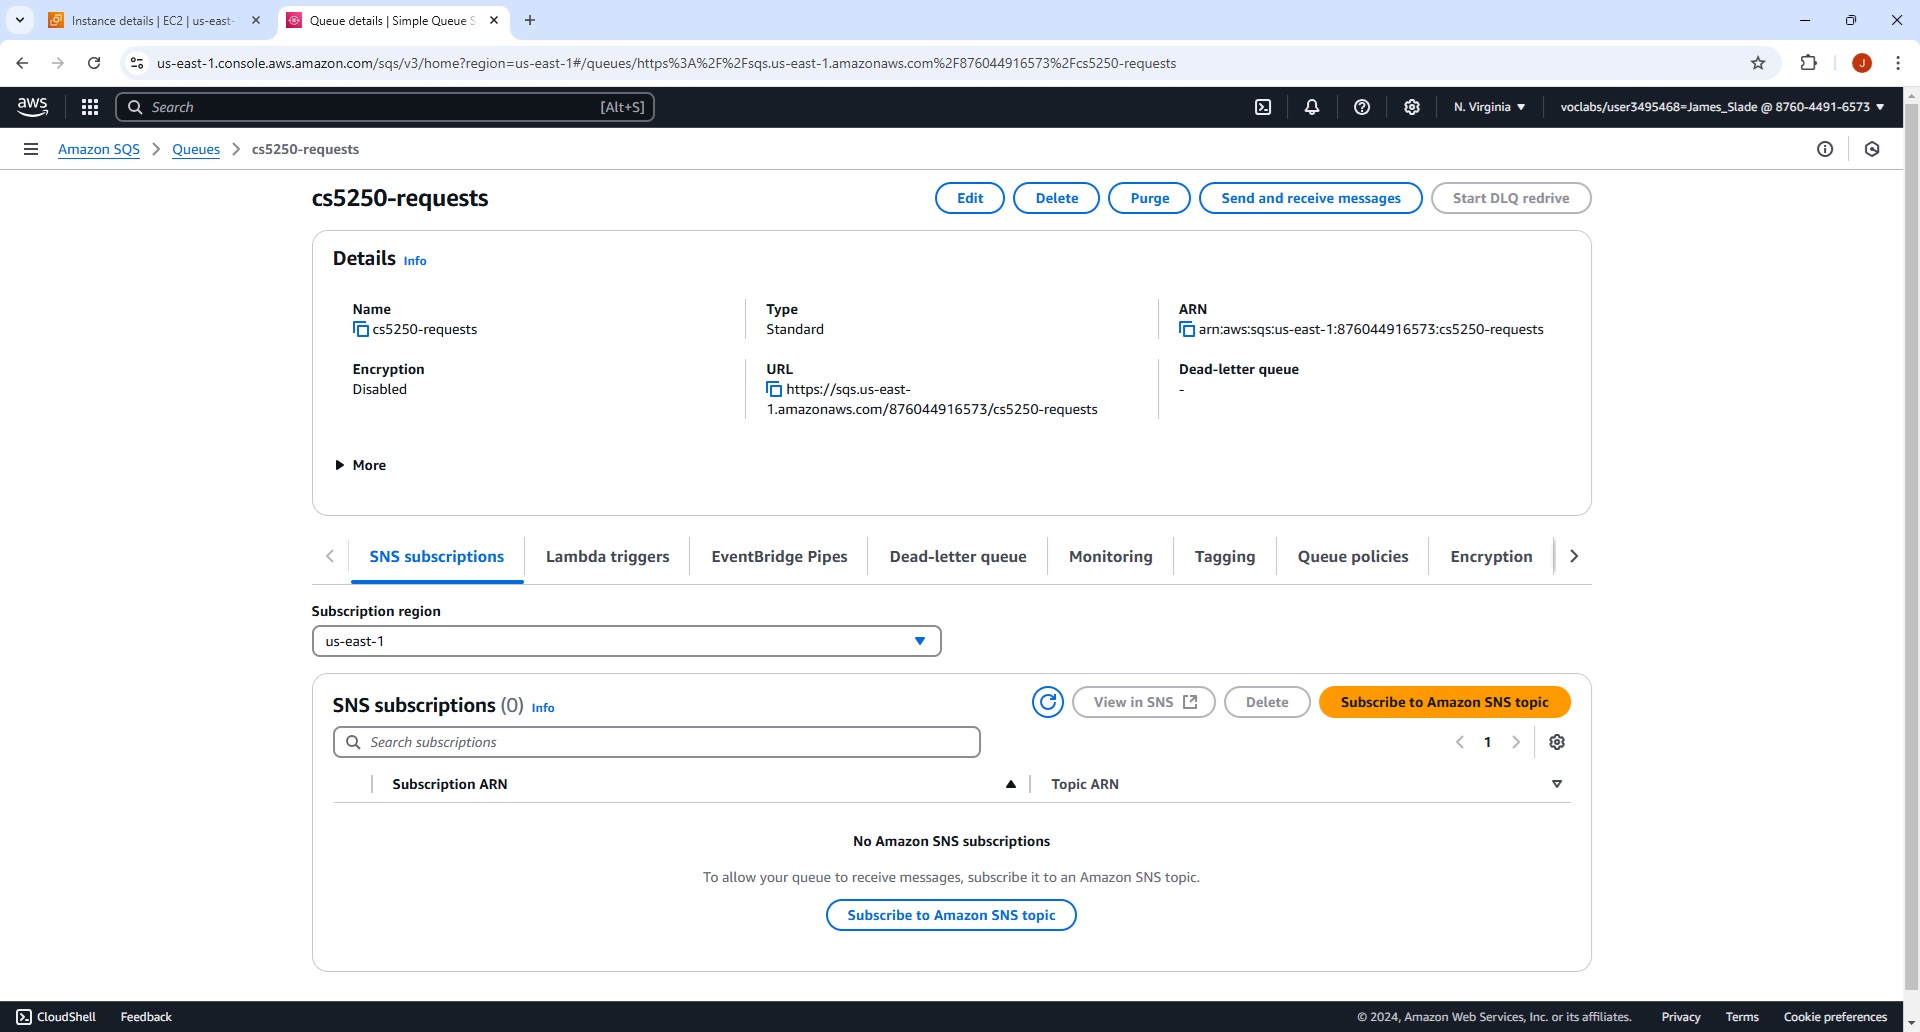 Instance details | EC2 | us-east-
Queue details | Simple Queue S
us-east-1.console.aws.amazon.com/sqs/v3/home?region=us-east-1#/queues/https%3A%2F%2Fsqs.us-east-1.amazonaws.com%2F876044916573%2Fcs5250-requests
J
aws
Search
[Alt+S]
N. Virginia
voclabs/user3495468=James_Slade @ 8760-4491-6573
Amazon SQS
Queues
cs5250-requests
cs5250-requests
Edit
Delete
Purge
Send and receive messages
Start DLQ redrive
Details
Info
Name
cs5250-requests
Type
Standard
ARN
arn:aws:sqs:us-east-1:876044916573:cs5250-requests
Encryption
Disabled
URL
https://sqs.us-east-
1.amazonaws.com/876044916573/cs5250-requests
Dead-letter queue
-
More
SNS subscriptions
Lambda triggers
EventBridge Pipes
Dead-letter queue
Monitoring
Tagging
Queue policies
Encryption
Subscription region
us-east-1
SNS subscriptions (0)
Info
View in SNS
Delete
Subscribe to Amazon SNS topic
Search subscriptions
1
Subscription ARN
Topic ARN
No Amazon SNS subscriptions
To allow your queue to receive messages, subscribe it to an Amazon SNS topic.
Subscribe to Amazon SNS topic
CloudShell
Feedback
© 2024, Amazon Web Services, Inc. or its affiliates.
Privacy
Terms
Cookie preferences